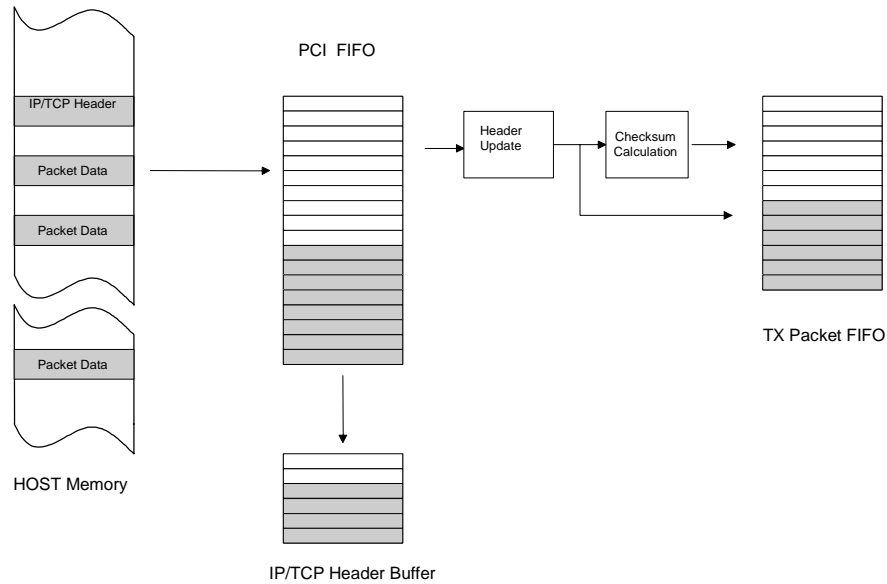 PCI FIFO
IP/TCP Header
Packet Data
Packet Data
Packet Data
HOST Memory
Header
Update
Checksum
Calculation
TX Packet FIFO
IP/TCP Header Buffer